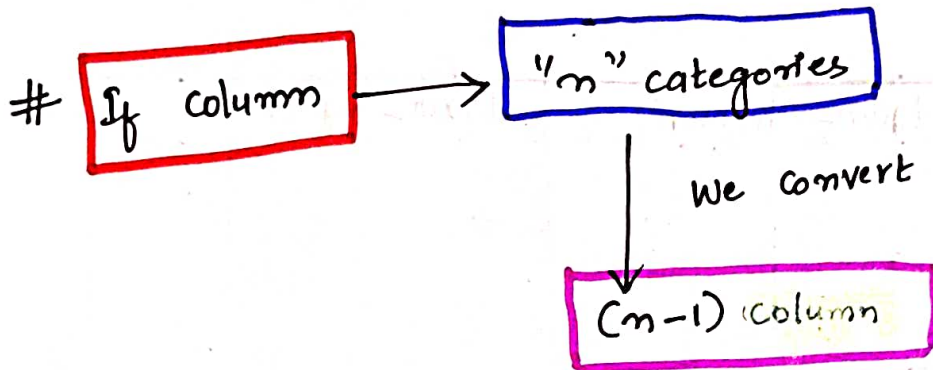 # If column
"n" categories
We convert
(n-1) column